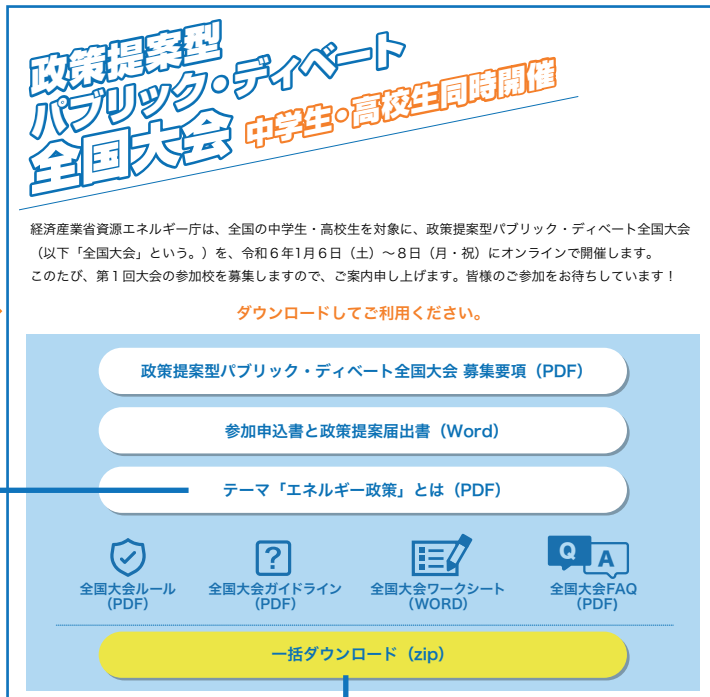 政策提案型
パブリック・ディベート
全国大会 中学生・高校生同時開催
経済産業省資源エネルギー庁は、全国の中学生・高校生を対象に、政策提案型パブリック・ディベート全国大会
（以下「全国大会」という。）を、令和６年1月６日（土）～８日（月・祝）にオンラインで開催します。
このたび、第１回大会の参加校を募集しますので、ご案内申し上げます。皆様のご参加をお待ちしています！
ダウンロードしてご利用ください。
政策提案型パブリック・ディベート全国大会 募集要項（PDF）
参加申込書と政策提案届出書（Word）
テーマ「エネルギー政策」とは（PDF）
?
Q A
全国大会ルール
（PDF）
全国大会ガイドライン
（PDF）
全国大会ワークシート
（WORD）
全国大会FAQ
（PDF）
一括ダウンロード（zip）